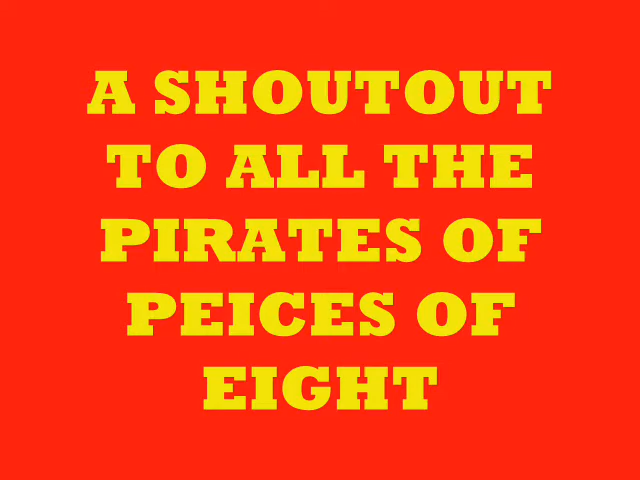 A SHOUTOUT
TO ALL THE
PIRATES OF
PEICES OF
EIGHT